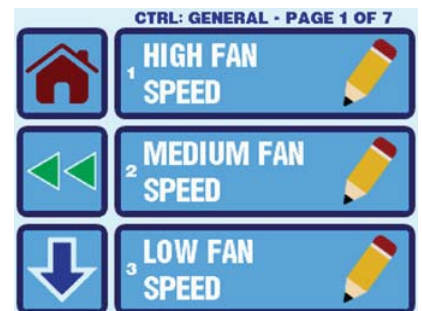 CTRL: GENERAL - PAGE 1 OF 7
1 HIGH FAN
SPEED
2 MEDIUM FAN
SPEED
3 LOW FAN
SPEED